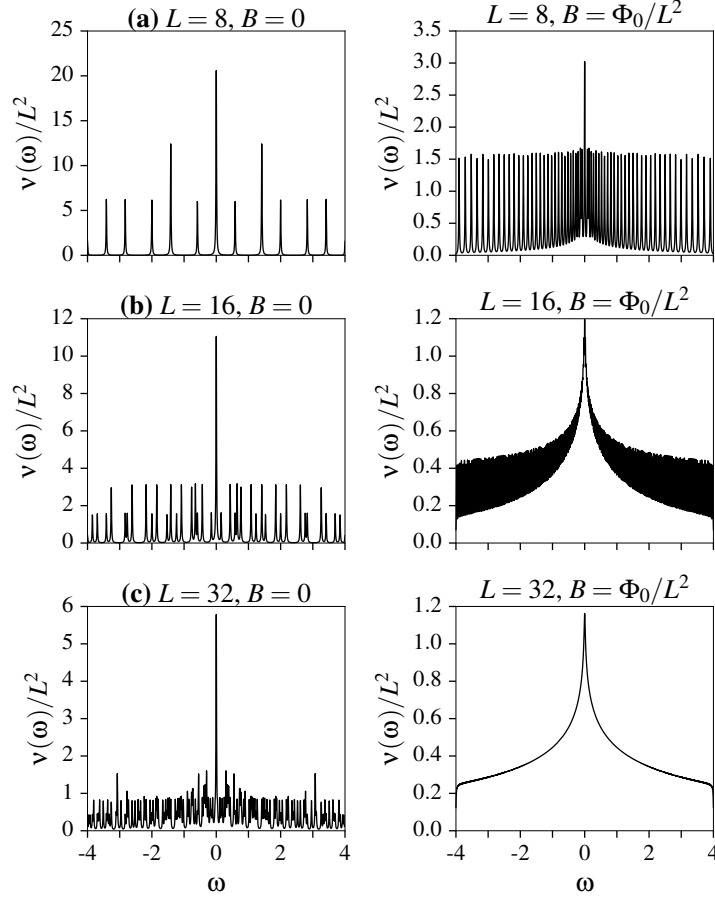 (a) L = 8, B = 0
25
20
15
10
5
0
ν(ω)/L²
L = 8, B = Φ₀/L²
3.5
3.0
2.5
2.0
1.5
1.0
0.5
0.0
ν(ω)/L²
(b) L = 16, B = 0
12
10
8
6
4
2
0
ν(ω)/L²
L = 16, B = Φ₀/L²
1.2
1.0
0.8
0.6
0.4
0.2
0.0
ν(ω)/L²
(c) L = 32, B = 0
6
5
4
3
2
1
0
ν(ω)/L²
-4 -2 0 2 4
ω
L = 32, B = Φ₀/L²
1.2
1.0
0.8
0.6
0.4
0.2
0.0
ν(ω)/L²
-4 -2 0 2 4
ω